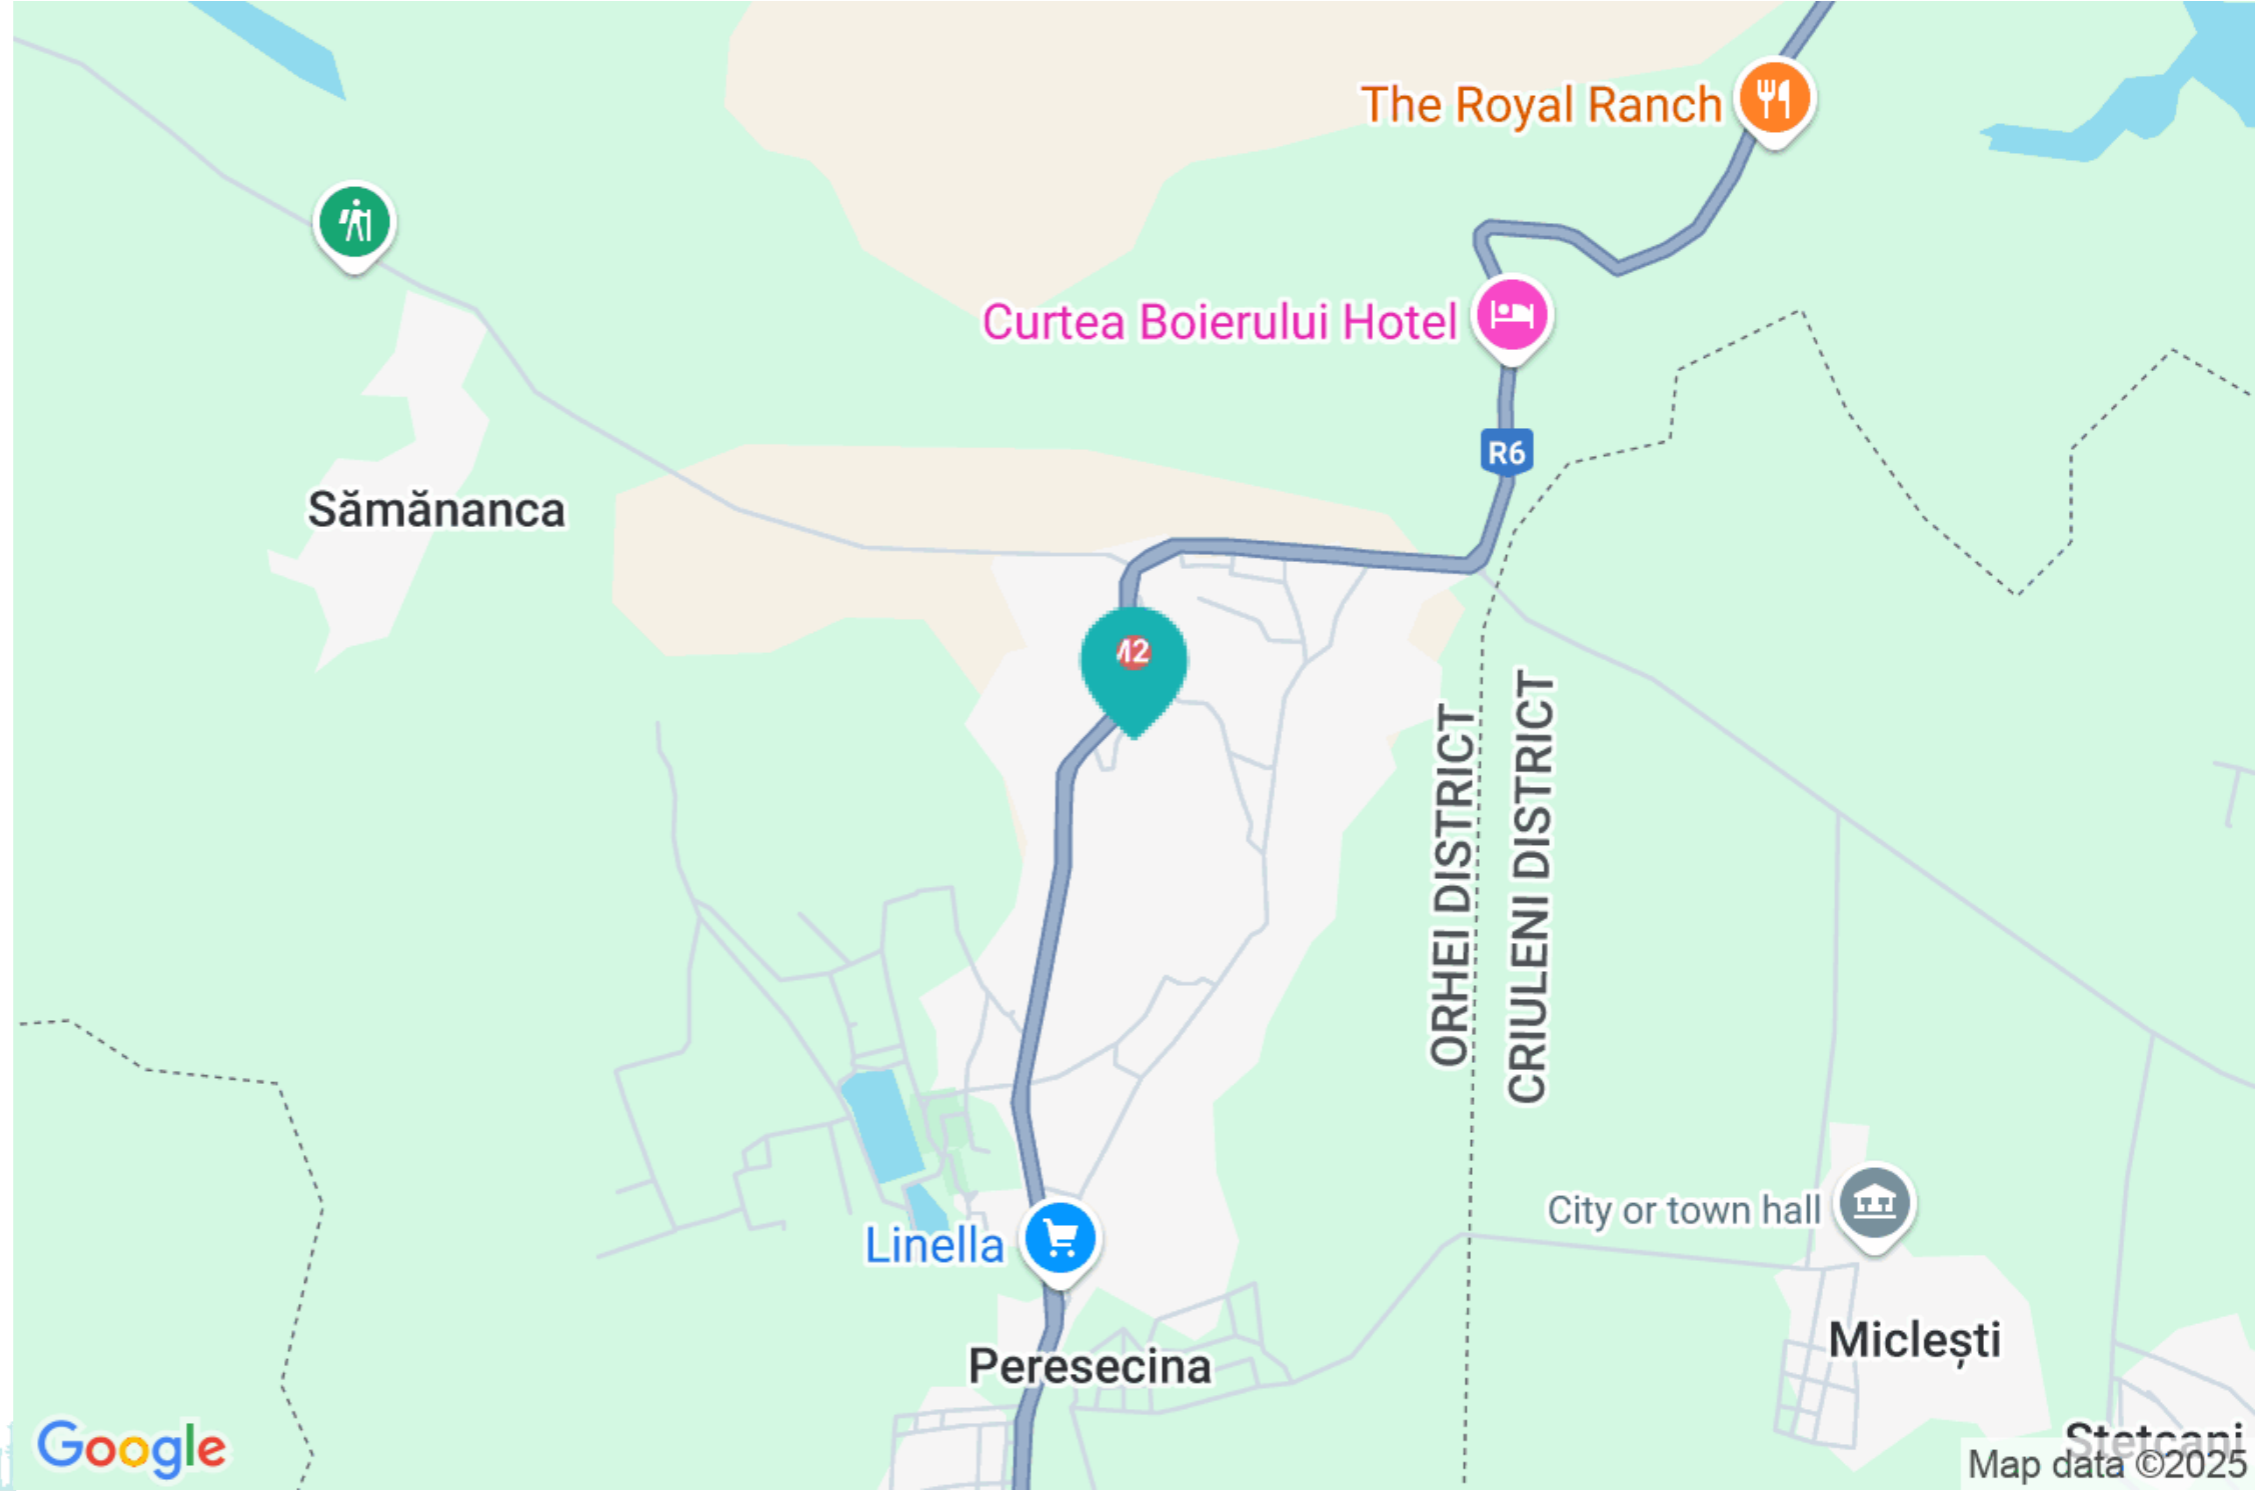 The Royal Ranch
Curtea Boierului Hotel
R6
Sămănanca
M2
ORHEI DISTRICT
CRIULENI DISTRICT
City or town hall
Linella
Miclești
Peresecina
Google
Map data ©2025